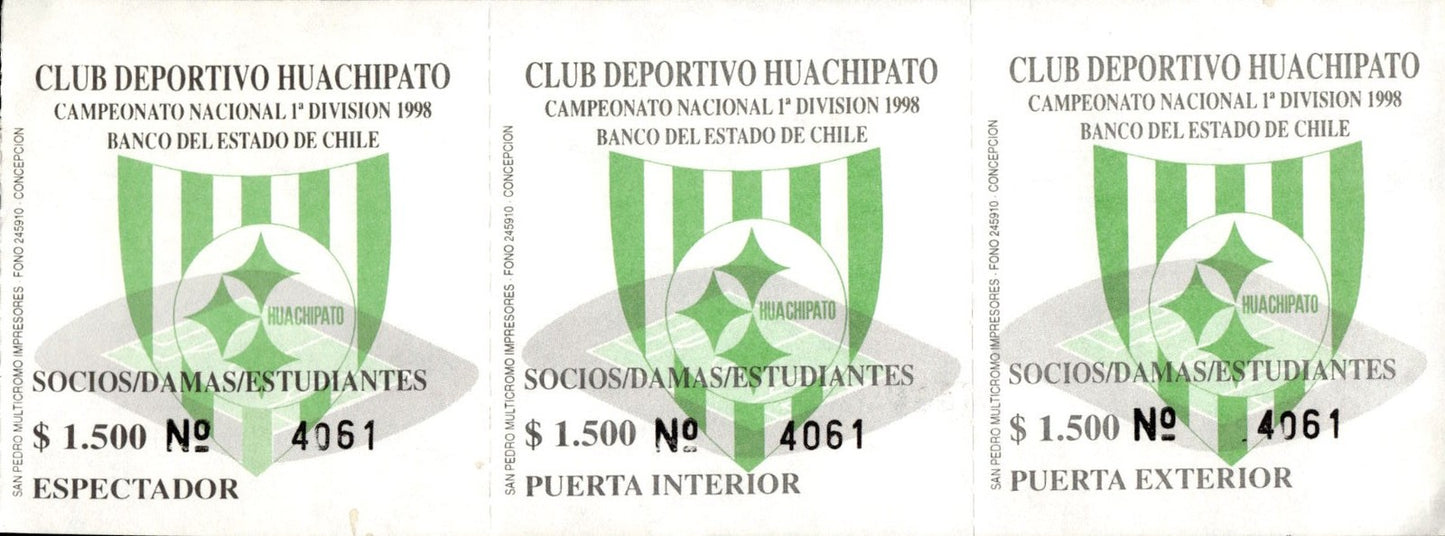 CLUB DEPORTIVO HUACHIPATO
CAMPEONATO NACIONAL 1ª DIVISION 1998
BANCO DEL ESTADO DE CHILE
HUACHIPATO
SOCIOS/DAMAS/ESTUDIANTES
$ 1.500 Nº 4061
ESPECTADOR
SAN PEDRO MULTICROMO IMPRESORES · FONO 245910 · CONCEPCION
CLUB DEPORTIVO HUACHIPATO
CAMPEONATO NACIONAL 1ª DIVISION 1998
BANCO DEL ESTADO DE CHILE
HUACHIPATO
SOCIOS/DAMAS/ESTUDIANTES
$ 1.500 Nº 4061
PUERTA INTERIOR
SAN PEDRO MULTICROMO IMPRESORES · FONO 245910 · CONCEPCION
CLUB DEPORTIVO HUACHIPATO
CAMPEONATO NACIONAL 1ª DIVISION 1998
BANCO DEL ESTADO DE CHILE
HUACHIPATO
SOCIOS/DAMAS/ESTUDIANTES
$ 1.500 Nº 4061
PUERTA EXTERIOR
SAN PEDRO MULTICROMO IMPRESORES · FONO 245910 · CONCEPCION